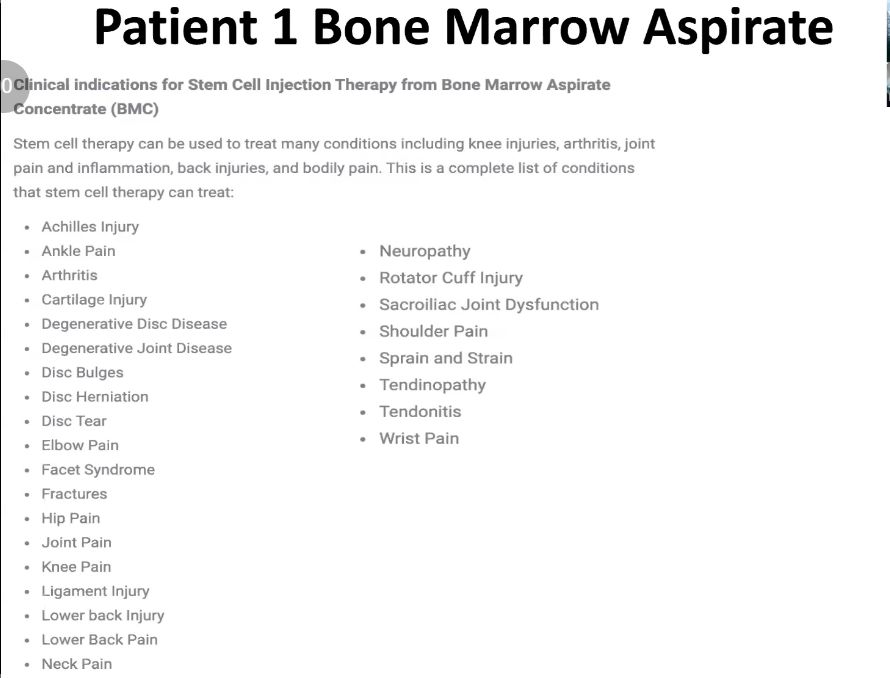 Patient 1 Bone Marrow Aspirate
0
Clinical indications for Stem Cell Injection Therapy from Bone Marrow Aspirate
Concentrate (BMC)
Stem cell therapy can be used to treat many conditions including knee injuries, arthritis, joint
pain and inflammation, back injuries, and bodily pain. This is a complete list of conditions
that stem cell therapy can treat:
• Achilles Injury
• Ankle Pain
• Arthritis
• Cartilage Injury
• Degenerative Disc Disease
• Degenerative Joint Disease
• Disc Bulges
• Disc Herniation
• Disc Tear
• Elbow Pain
• Facet Syndrome
• Fractures
• Hip Pain
• Joint Pain
• Knee Pain
• Ligament Injury
• Lower back Injury
• Lower Back Pain
• Neck Pain
• Neuropathy
• Rotator Cuff Injury
• Sacroiliac Joint Dysfunction
• Shoulder Pain
• Sprain and Strain
• Tendinopathy
• Tendonitis
• Wrist Pain